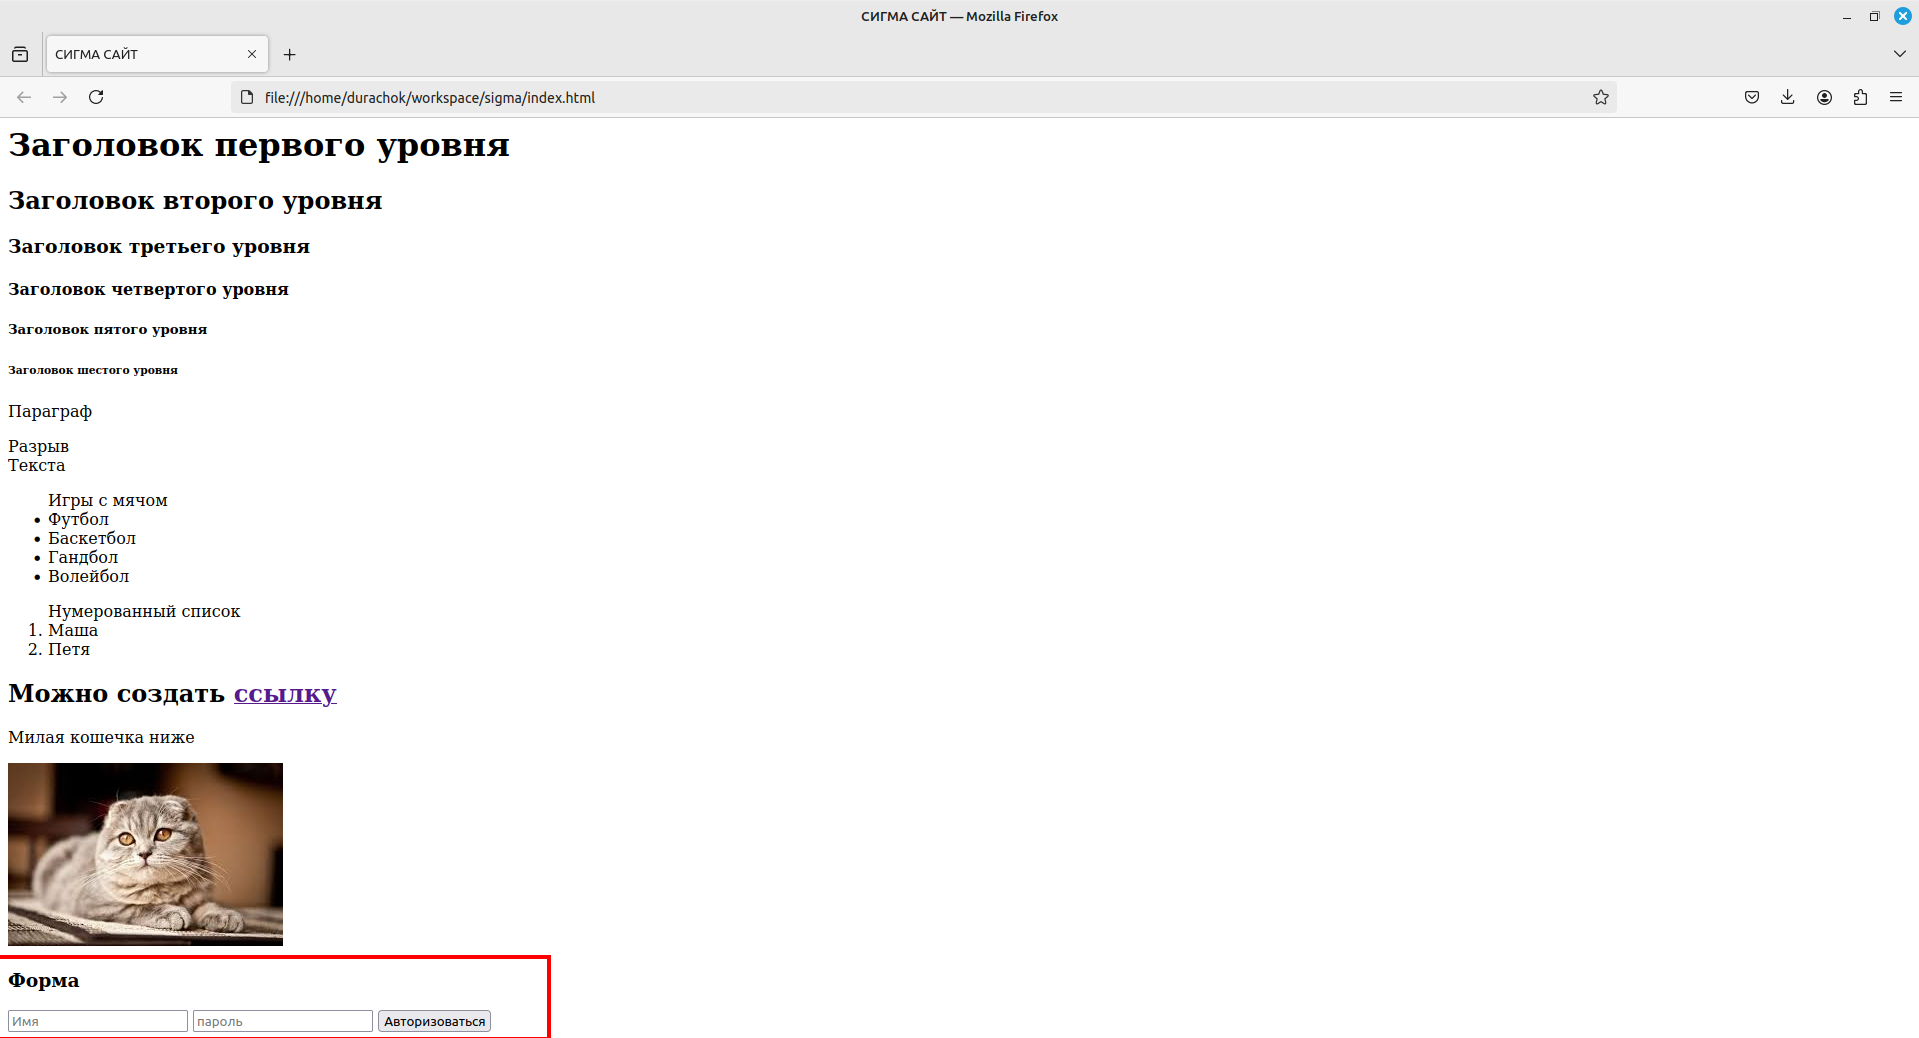 СИГМА САЙТ — Mozilla Firefox
СИГМА САЙТ
file:///home/durachok/workspace/sigma/index.html
Заголовок первого уровня
Заголовок второго уровня
Заголовок третьего уровня
Заголовок четвертого уровня
Заголовок пятого уровня
Заголовок шестого уровня
Параграф
Разрыв
Текста
Игры с мячом
• Футбол
• Баскетбол
• Гандбол
• Волейбол
Нумерованный список
1. Маша
2. Петя
Можно создать ссылку
Милая кошечка ниже
Форма
Имя пароль Авторизоваться